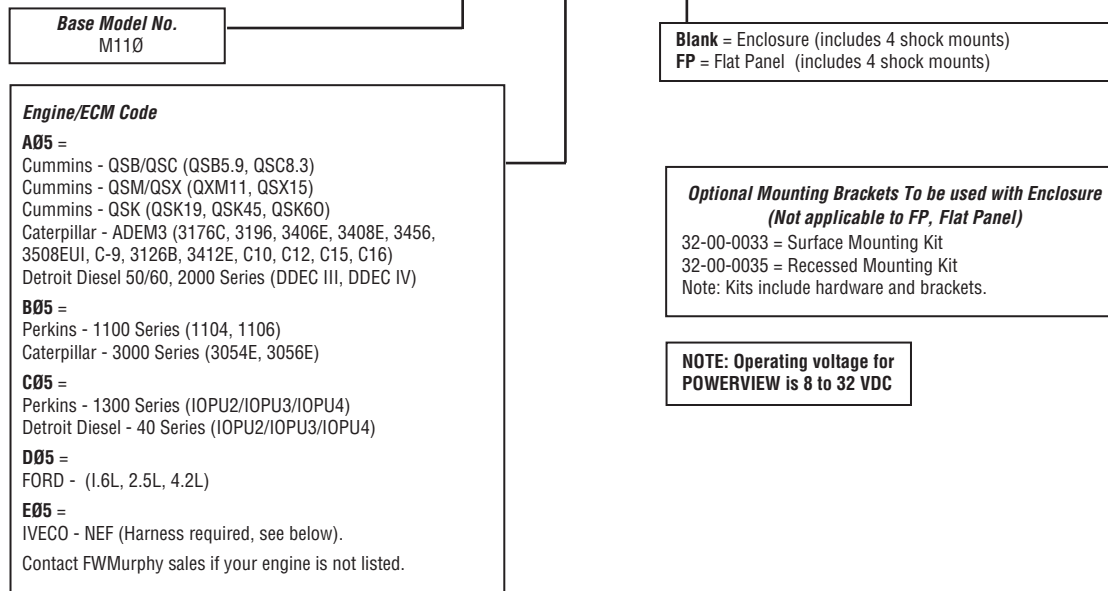 Base Model No.
M11Ø
Engine/ECM Code
AØ5 =
Cummins - QSB/QSC (QSB5.9, QSC8.3)
Cummins - QSM/QSX (QXM11, QSX15)
Cummins - QSK (QSK19, QSK45, QSK6O)
Caterpillar - ADEM3 (3176C, 3196, 3406E, 3408E, 3456,
3508EUI, C-9, 3126B, 3412E, C10, C12, C15, C16)
Detroit Diesel 50/60, 2000 Series (DDEC III, DDEC IV)
BØ5 =
Perkins - 1100 Series (1104, 1106)
Caterpillar - 3000 Series (3054E, 3056E)
CØ5 =
Perkins - 1300 Series (IOPU2/IOPU3/IOPU4)
Detroit Diesel - 40 Series (IOPU2/IOPU3/IOPU4)
DØ5 =
FORD - (I.6L, 2.5L, 4.2L)
EØ5 =
IVECO - NEF (Harness required, see below).
Contact FWMurphy sales if your engine is not listed.
Blank = Enclosure (includes 4 shock mounts)
FP = Flat Panel (includes 4 shock mounts)
Optional Mounting Brackets To be used with Enclosure
(Not applicable to FP, Flat Panel)
32-00-0033 = Surface Mounting Kit
32-00-0035 = Recessed Mounting Kit
Note: Kits include hardware and brackets.
NOTE: Operating voltage for
POWERVIEW is 8 to 32 VDC